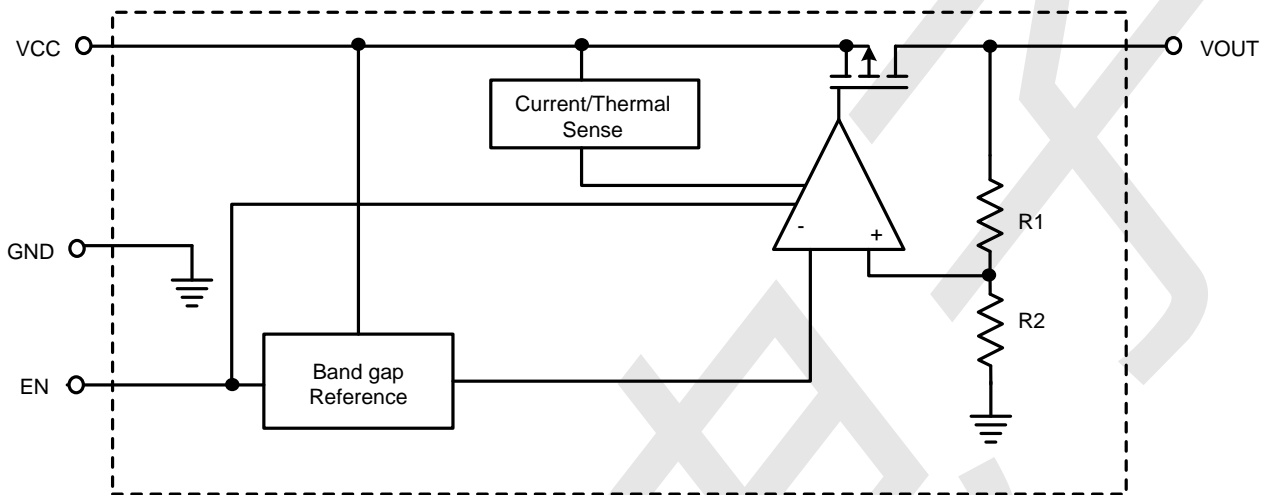 VCC
VOUT
Current/Thermal
Sense
-
+
R1
GND
R2
EN
Band gap
Reference